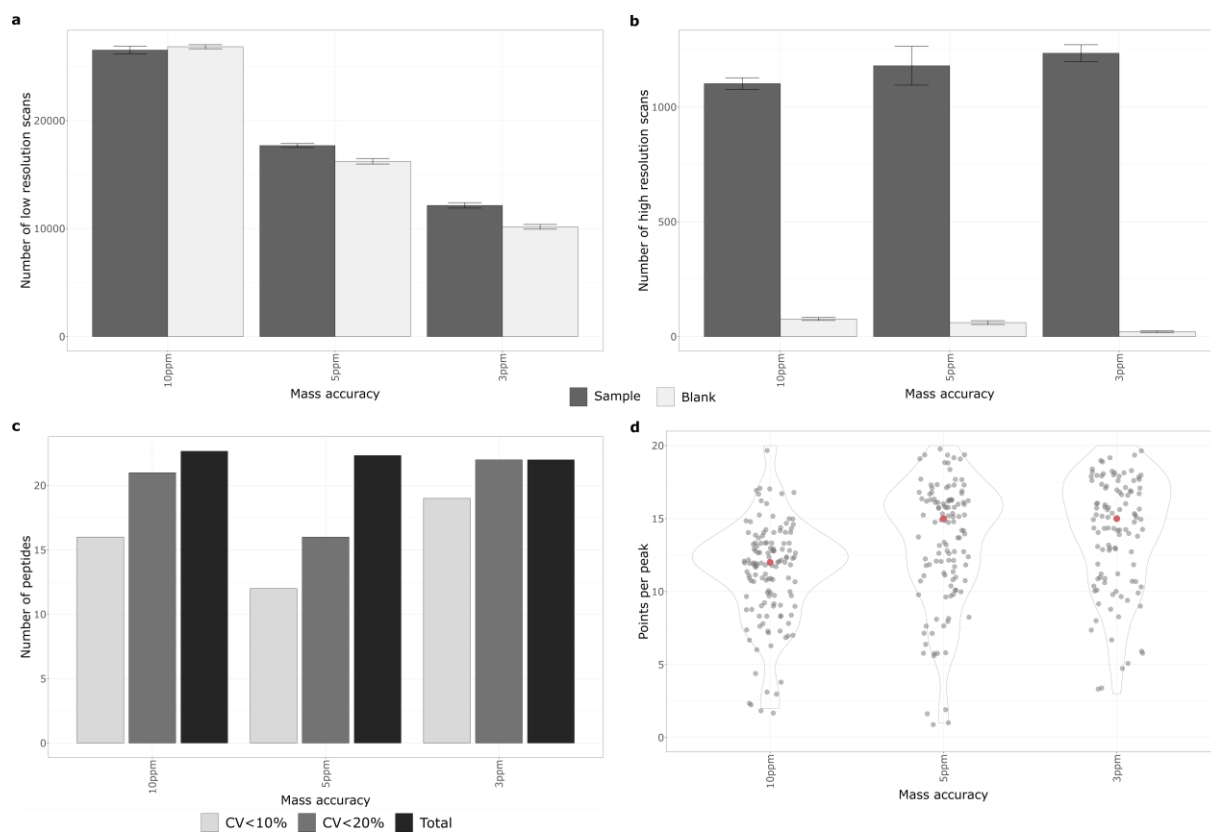 a
Number of low resolution scans
20000
10000
0
10ppm
5ppm
3ppm
Mass accuracy
b
Number of high resolution scans
1000
500
0
10ppm
5ppm
3ppm
Mass accuracy
Sample
Blank
c
Number of peptides
20
15
10
5
0
10ppm
5ppm
3ppm
Mass accuracy
CV<10%
CV<20%
Total
d
Points per peak
20
15
10
5
0
10ppm
5ppm
3ppm
Mass accuracy